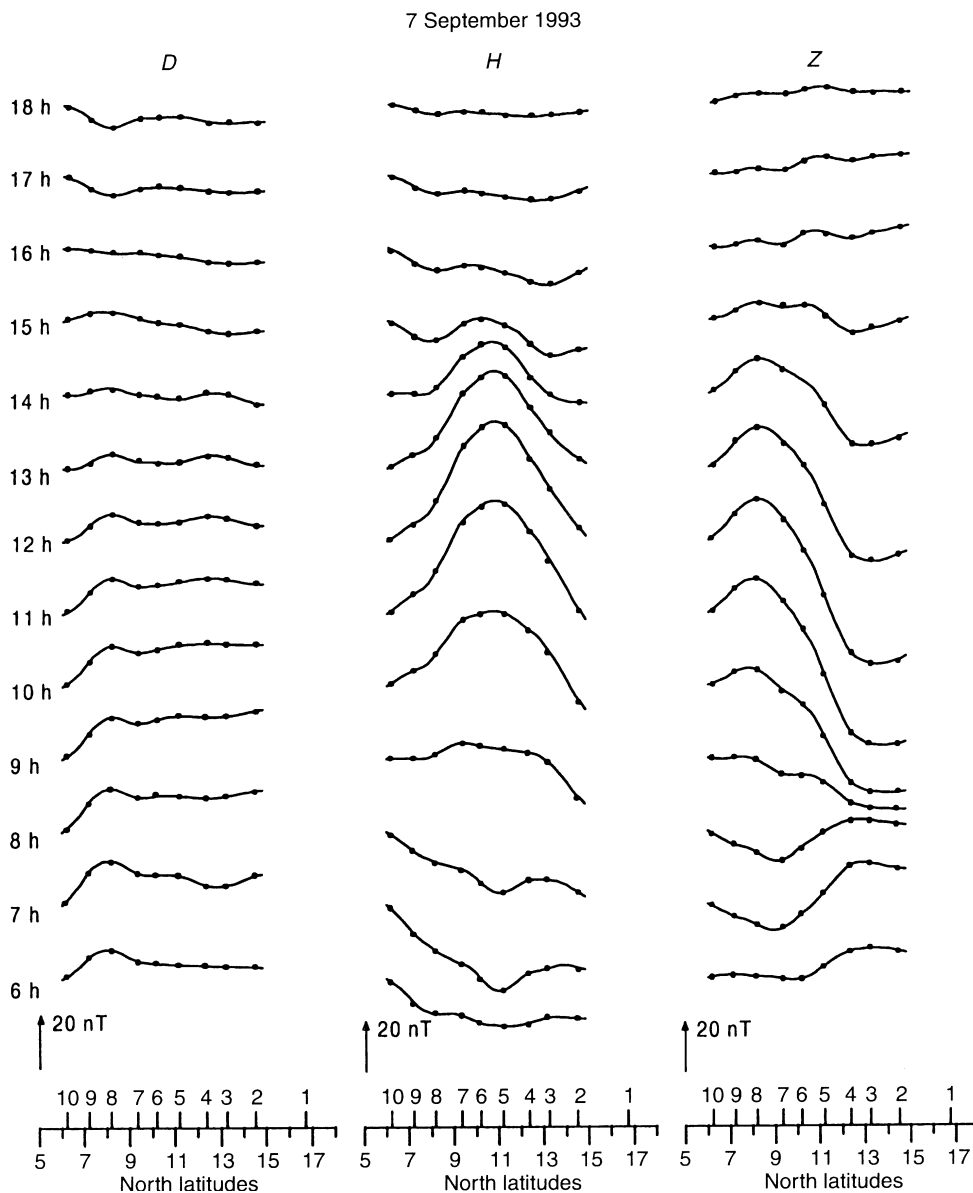 7 September 1993
D H Z
18 h
17 h
16 h
15 h
14 h
13 h
12 h
11 h
10 h
9 h
8 h
7 h
6 h
20 nT 20 nT 20 nT
10 9 8 7 6 5 4 3 2 1 10 9 8 7 6 5 4 3 2 1 10 9 8 7 6 5 4 3 2 1
5 7 9 11 13 15 17 5 7 9 11 13 15 17 5 7 9 11 13 15 17
North latitudes North latitudes North latitudes